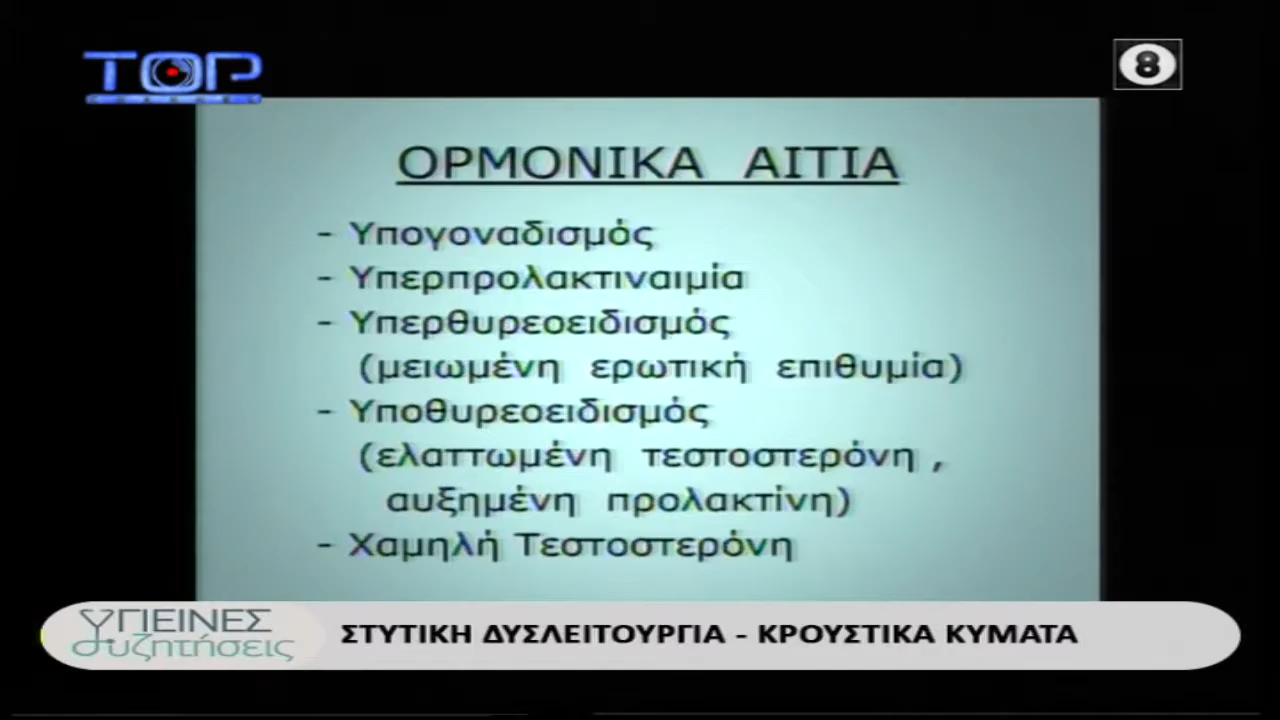 TOP
8
ΟΡΜΟΝΙΚΑ ΑΙΤΙΑ
- Υπογοναδισμός
- Υπερπρολακτιναιμία
- Υπερθυρεοειδισμός
(μειωμένη ερωτική επιθυμία)
- Υποθυρεοειδισμός
(ελαττωμένη τεστοστερόνη ,
αυξημένη προλακτίνη)
- Χαμηλή Τεστοστερόνη
ΥΓΙΕΙΝΕΣ
συζητήσεις
ΣΤΥΤΙΚΗ ΔΥΣΛΕΙΤΟΥΡΓΙΑ - ΚΡΟΥΣΤΙΚΑ ΚΥΜΑΤΑ